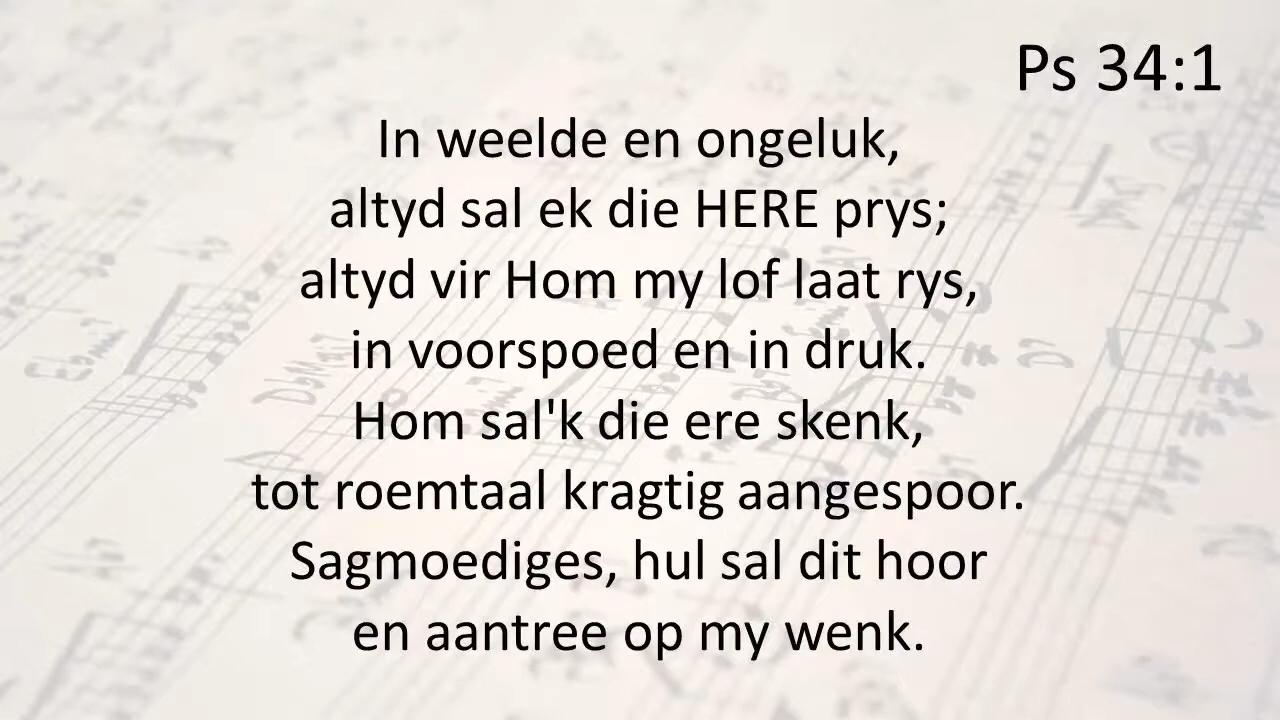 Ps 34:1
In weelde en ongeluk,
altyd sal ek die HERE prys;
altyd vir Hom my lof laat rys,
in voorspoed en in druk.
Hom sal'k die ere skenk,
tot roemtaal kragtig aangespoor.
Sagmoediges, hul sal dit hoor
en aantree op my wenk.